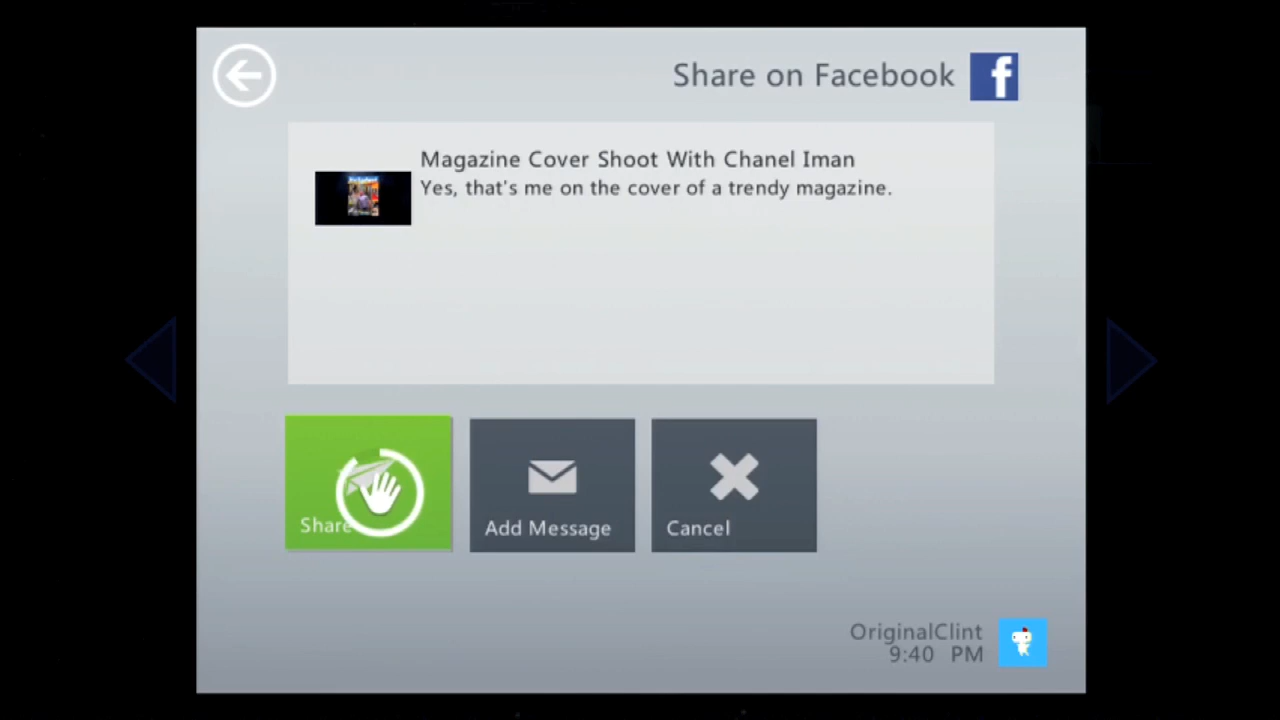 Share on Facebook
f
Magazine Cover Shoot With Chanel Iman
Yes, that's me on the cover of a trendy magazine.
Share
Add Message
Cancel
OriginalClint
9:40 PM